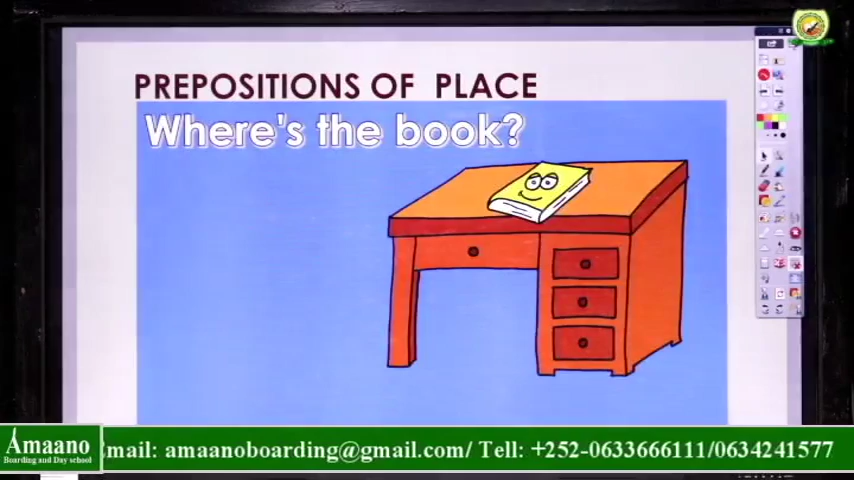 PREPOSITIONS OF PLACE
Where's the book?
Amaano
Boarding and Day school
Email: amaanoboarding@gmail.com/ Tell: +252-0633666111/0634241577